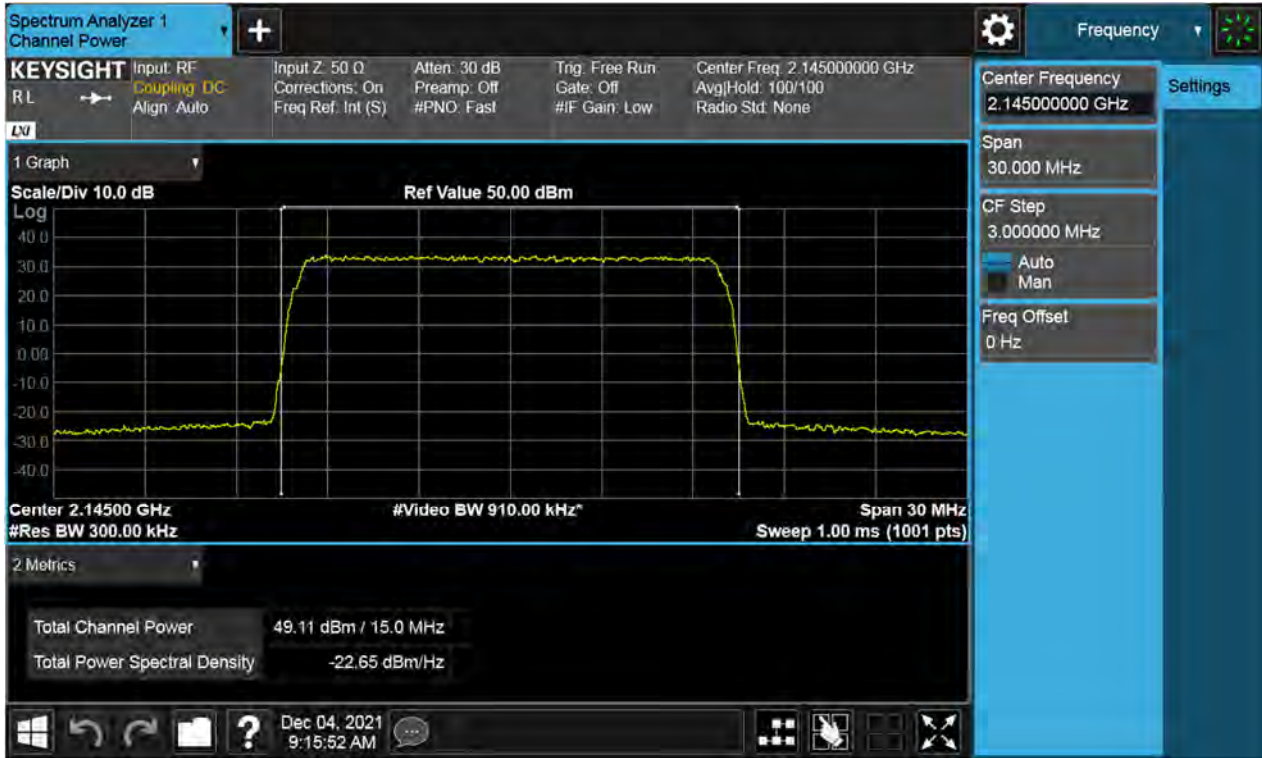 Spectrum Analyzer 1
Channel Power
+
Frequency
KEYSIGHT
R L
LXI
Input: RF
Coupling: DC
Align: Auto
Input Z: 50 Ω
Corrections: On
Freq Ref: Int (S)
Atten: 30 dB
Preamp: Off
#PNO: Fast
Trig: Free Run
Gate: Off
#IF Gain: Low
Center Freq: 2.145000000 GHz
Avg|Hold: 100/100
Radio Std: None
Center Frequency
2.145000000 GHz
Settings
Span
30.000 MHz
CF Step
3.000000 MHz
Auto
Man
Freq Offset
0 Hz
1 Graph
Scale/Div 10.0 dB
Ref Value 50.00 dBm
Log
40.0
30.0
20.0
10.0
0.00
-10.0
-20.0
-30.0
-40.0
Center 2.14500 GHz
#Video BW 910.00 kHz*
Span 30 MHz
#Res BW 300.00 kHz
Sweep 1.00 ms (1001 pts)
2 Metrics
Total Channel Power 49.11 dBm / 15.0 MHz
Total Power Spectral Density -22.65 dBm/Hz
?
Dec 04, 2021
9:15:52 AM